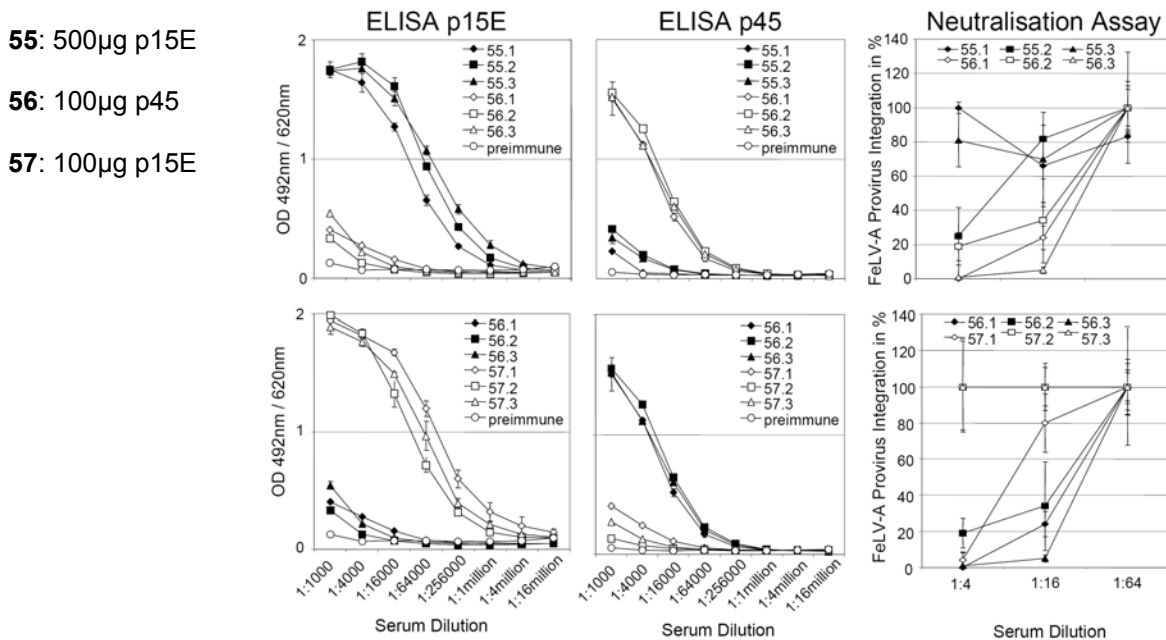 55: 500µg p15E
56: 100µg p45
57: 100µg p15E
ELISA p15E
ELISA p45
Neutralisation Assay
2
1
0
OD 492nm / 620nm
55.1
55.2
55.3
56.1
56.2
56.3
preimmune
55.1
55.2
55.3
56.1
56.2
56.3
preimmune
FeLV-A Provirus Integration in %
140
120
100
80
60
40
20
0
55.1 55.2 55.3
56.1 56.2 56.3
2
1
0
OD 492nm / 620nm
56.1
56.2
56.3
57.1
57.2
57.3
preimmune
1:1000
1:4000
1:16000
1:64000
1:256000
1:1million
1:4million
1:16million
Serum Dilution
56.1
56.2
56.3
57.1
57.2
57.3
preimmune
1:1000
1:4000
1:16000
1:64000
1:256000
1:1million
1:4million
1:16million
Serum Dilution
FeLV-A Provirus Integration in %
140
120
100
80
60
40
20
0
56.1 56.2 56.3
57.1 57.2 57.3
1:4 1:16 1:64
Serum Dilution